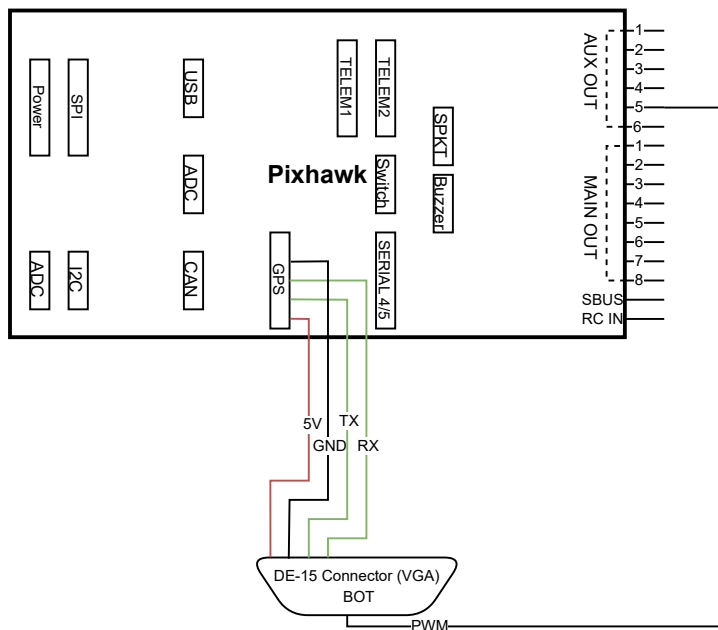 Power
SPI
USB
ADC
TELEM1
TELEM2
SPKT
Pixhawk
Switch
Buzzer
ADC
I2C
CAN
GPS
SERIAL 4/5
AUX OUT
1
2
3
4
5
6
MAIN OUT
1
2
3
4
5
6
7
8
SBUS
RC IN
5V
TX
GND
RX
DE-15 Connector (VGA)
BOT
PWM